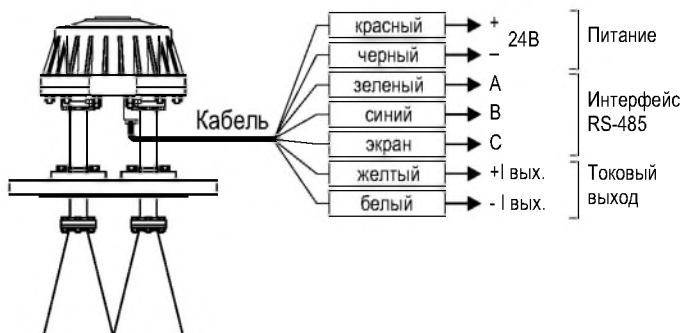 красный + 24В Питание
черный –
зеленый А Интерфейс
Кабель синий В RS-485
экран С
желтый +I вых. Токовый
белый - I вых. выход